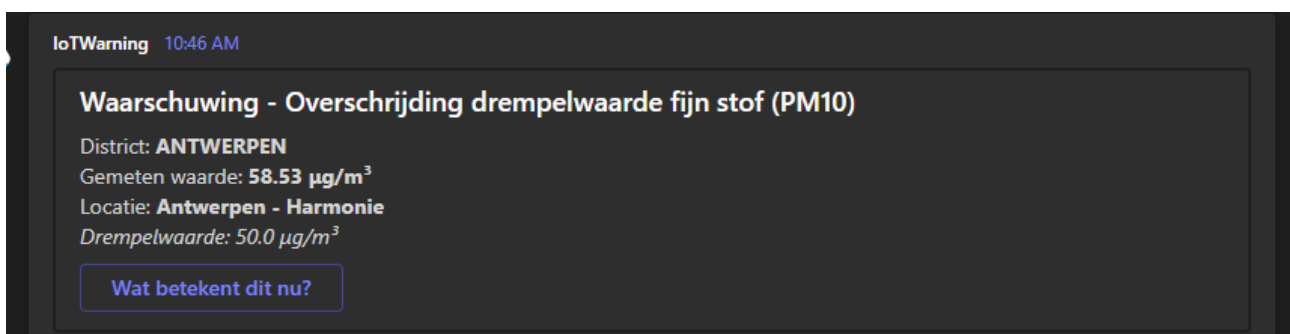 IoTWarning 10:46 AM
Waarschuwing - Overschrijding drempelwaarde fijn stof (PM10)
District: ANTWERPEN
Gemeten waarde: 58.53 µg/m³
Locatie: Antwerpen - Harmonie
Drempelwaarde: 50.0 µg/m³
Wat betekent dit nu?